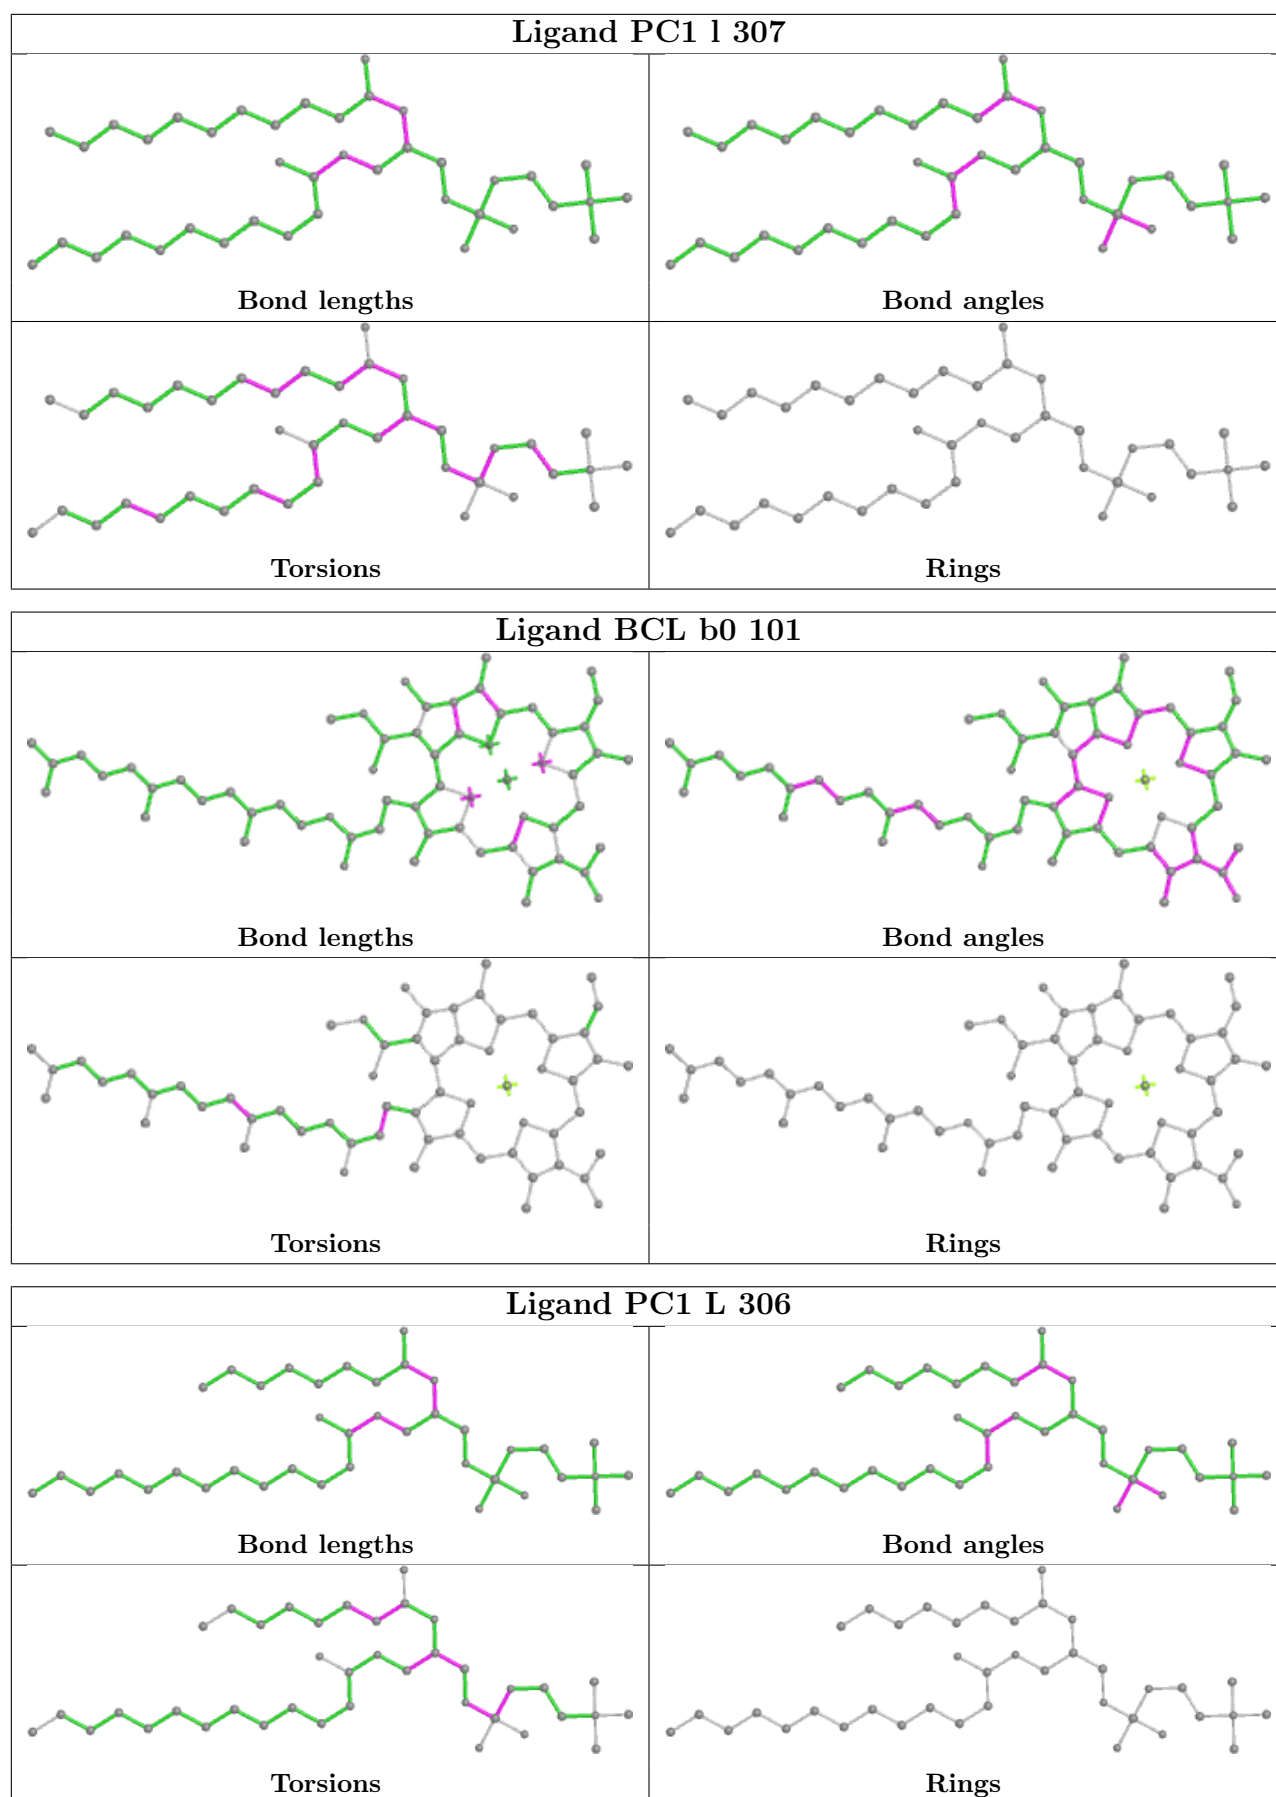 Ligand PC1 l 307
Bond lengths
Bond angles
Torsions
Rings
Ligand BCL b0 101
Bond lengths
Bond angles
Torsions
Rings
Ligand PC1 L 306
Bond lengths
Bond angles
Torsions
Rings